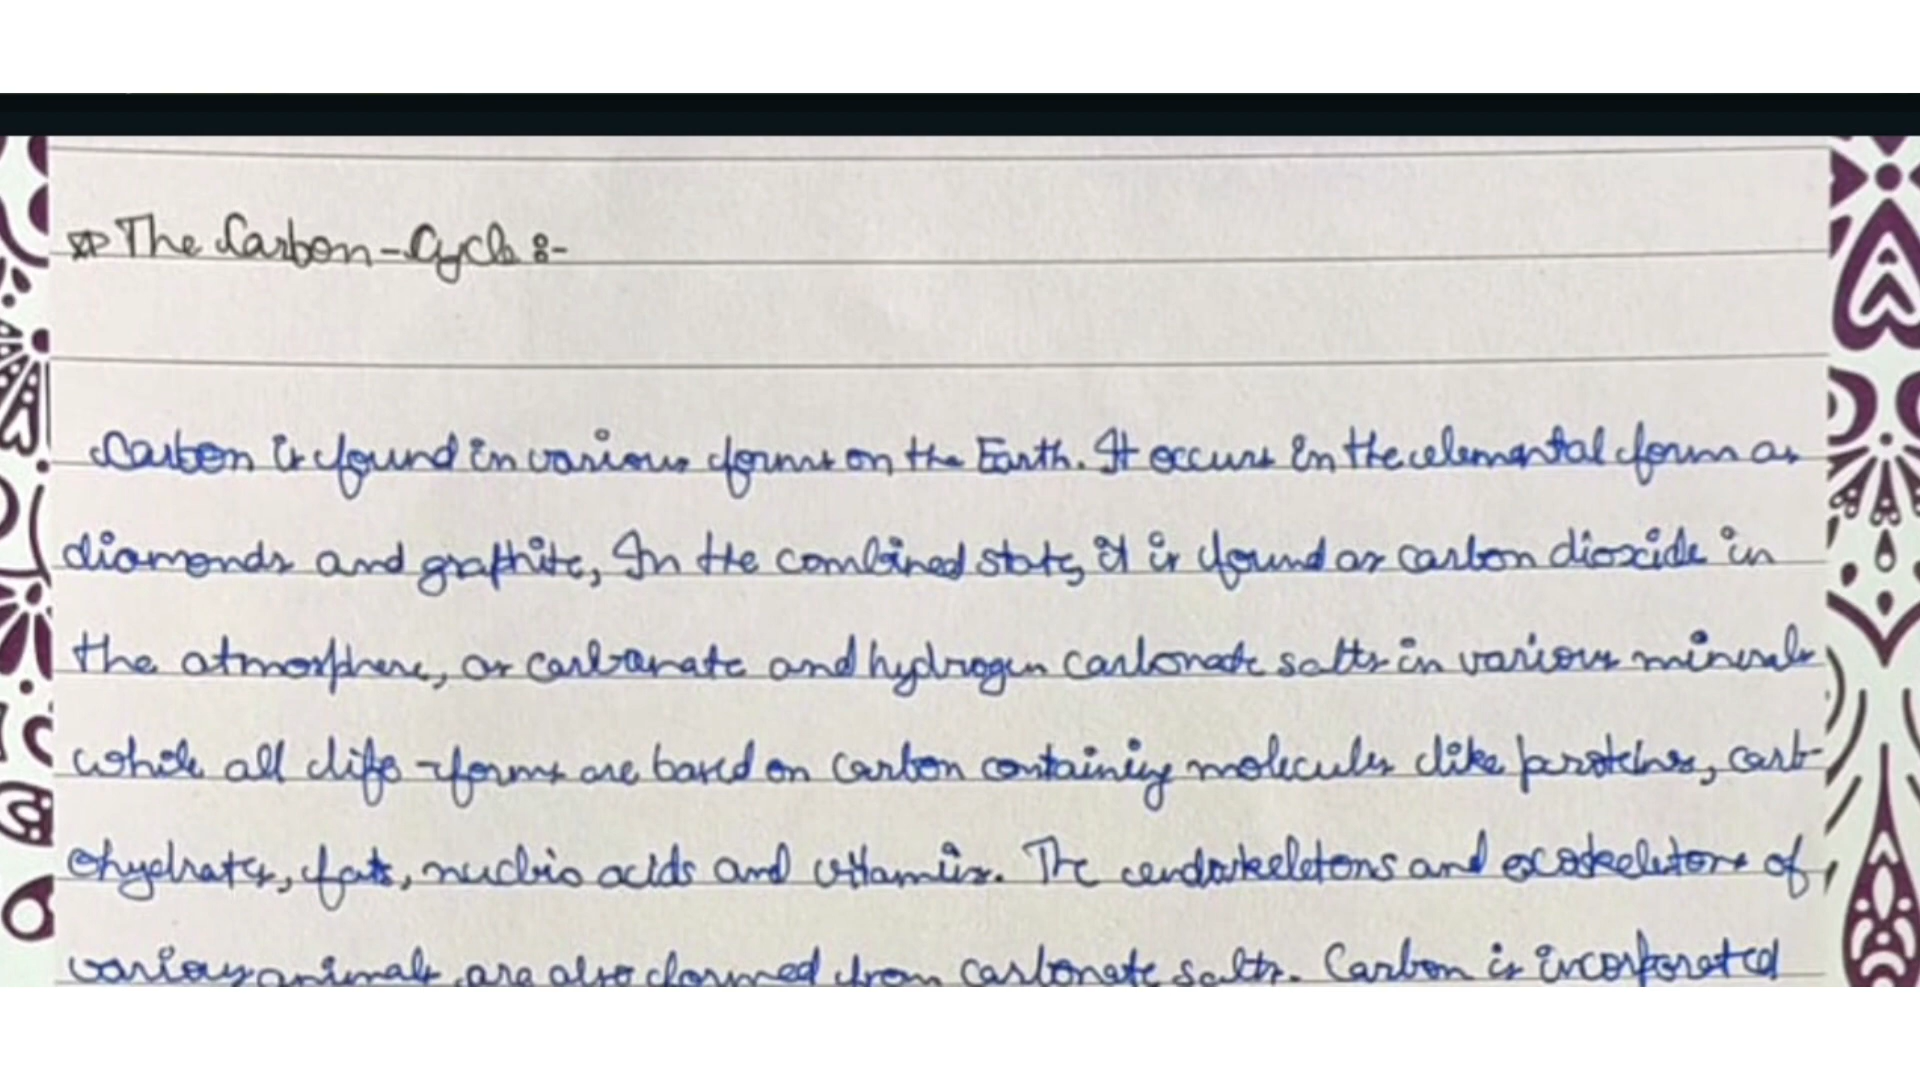 The Carbon-Cycle :-
Carbon is found in various forms on the Earth. It occurs in the elemental form as
diamonds and graphite, In the combined state, it is found as carbon dioxide in
the atmosphere, as carbonate and hydrogen carbonate salts in various minerals
while all life-forms are based on carbon containing molecules like proteins, carb-
ohydrates, fats, nucleic acids and vitamins. The endoskeletons and exoskeletons of
various animals are also formed from carbonate salts. Carbon is incorporated